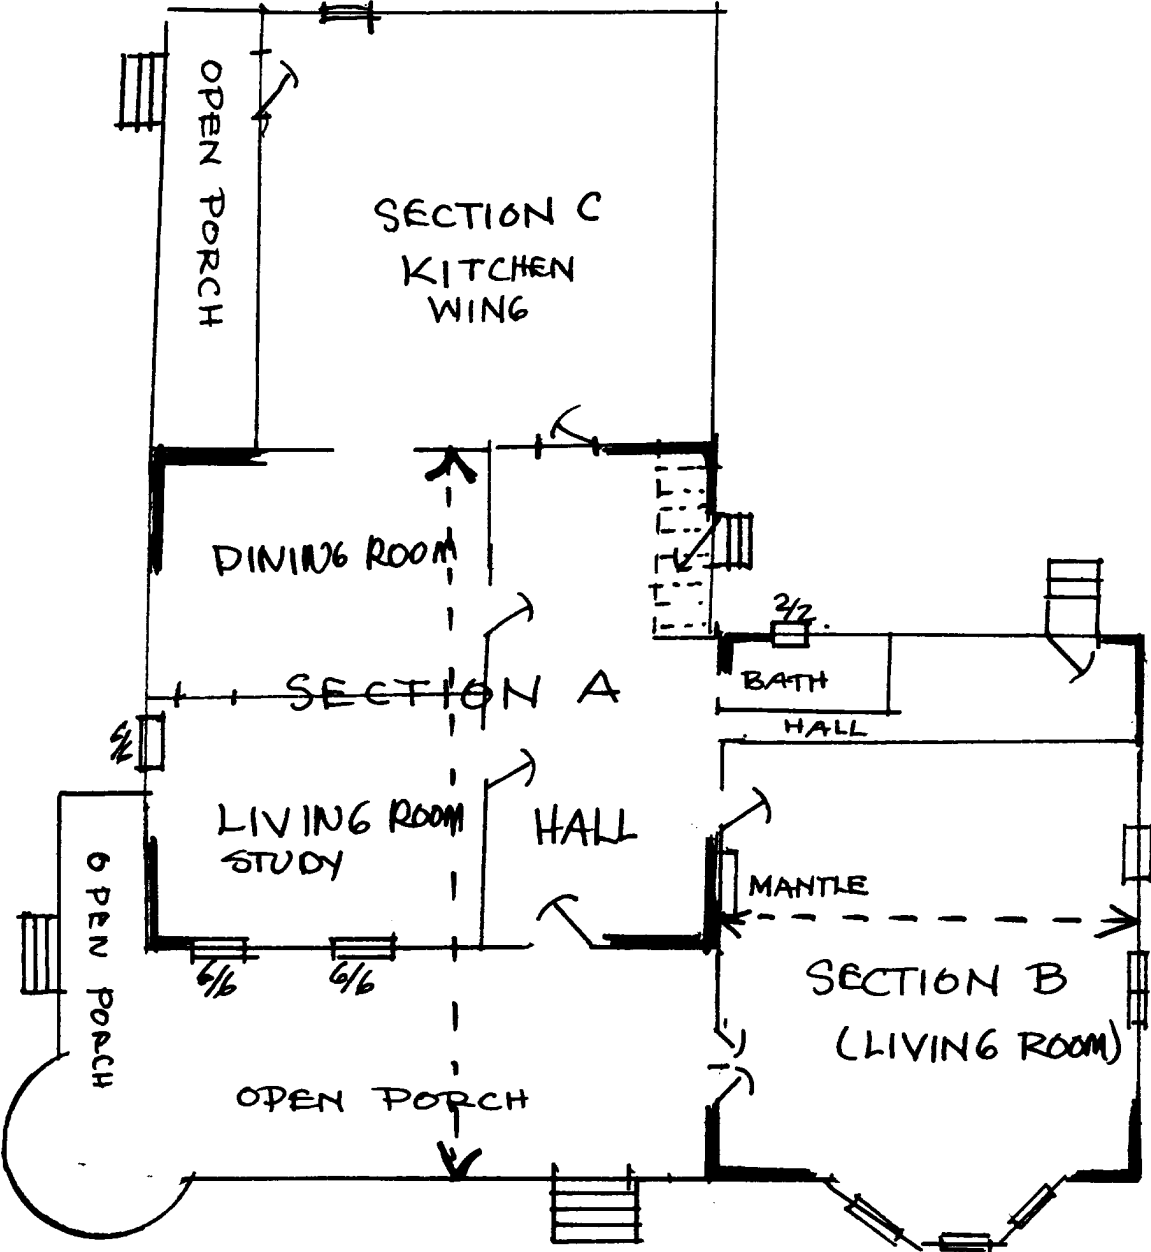 OPEN PORCH
SECTION C
KITCHEN
WING
DINING ROOM
2/2
BATH
HALL
SECTION A
LIVING ROOM
STUDY
HALL
MANTLE
OPEN PORCH
6/6
6/6
SECTION B
(LIVING ROOM)
OPEN PORCH